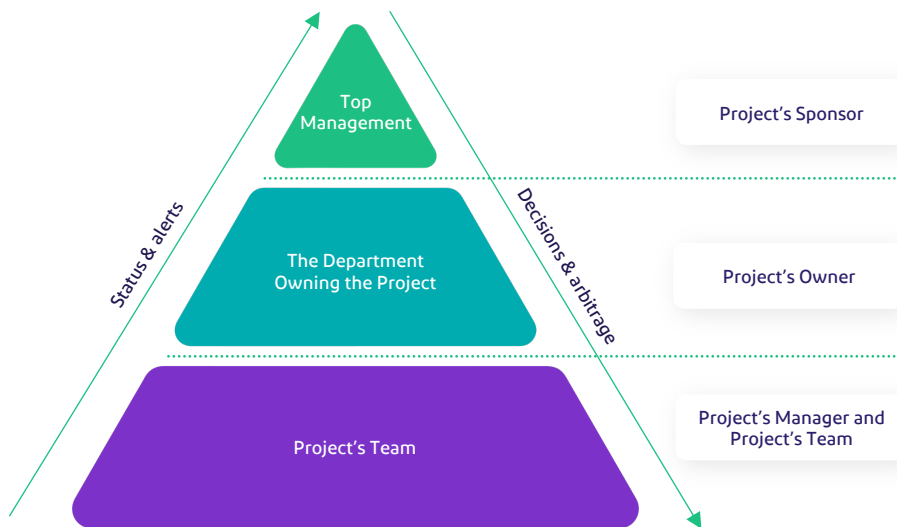 Top
Management
Project's Sponsor
Status & alerts
Decisions & arbitrage
The Department
Owning the Project
Project's Owner
Project's Team
Project's Manager and
Project's Team